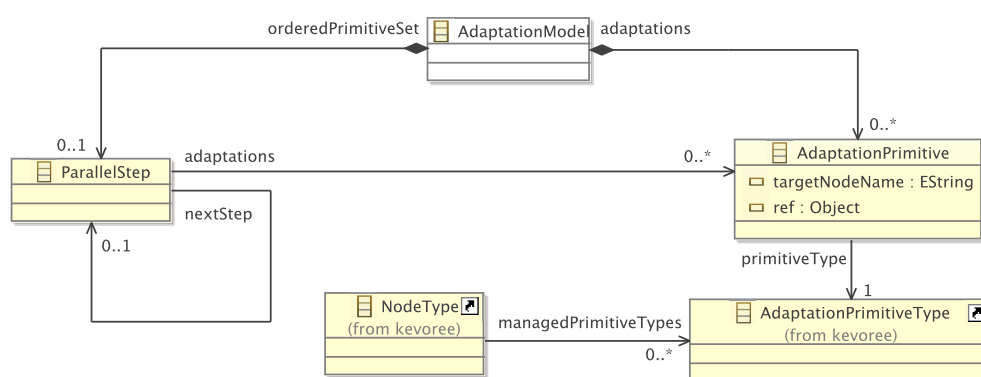 orderedPrimitiveSet
AdaptationModel
adaptations
0..1
0..*
ParallelStep
adaptations
0..*
AdaptationPrimitive
targetNodeName : EString
ref : Object
nextStep
0..1
primitiveType
1
NodeType
(from kevoree)
managedPrimitiveTypes
0..*
AdaptationPrimitiveType
(from kevoree)